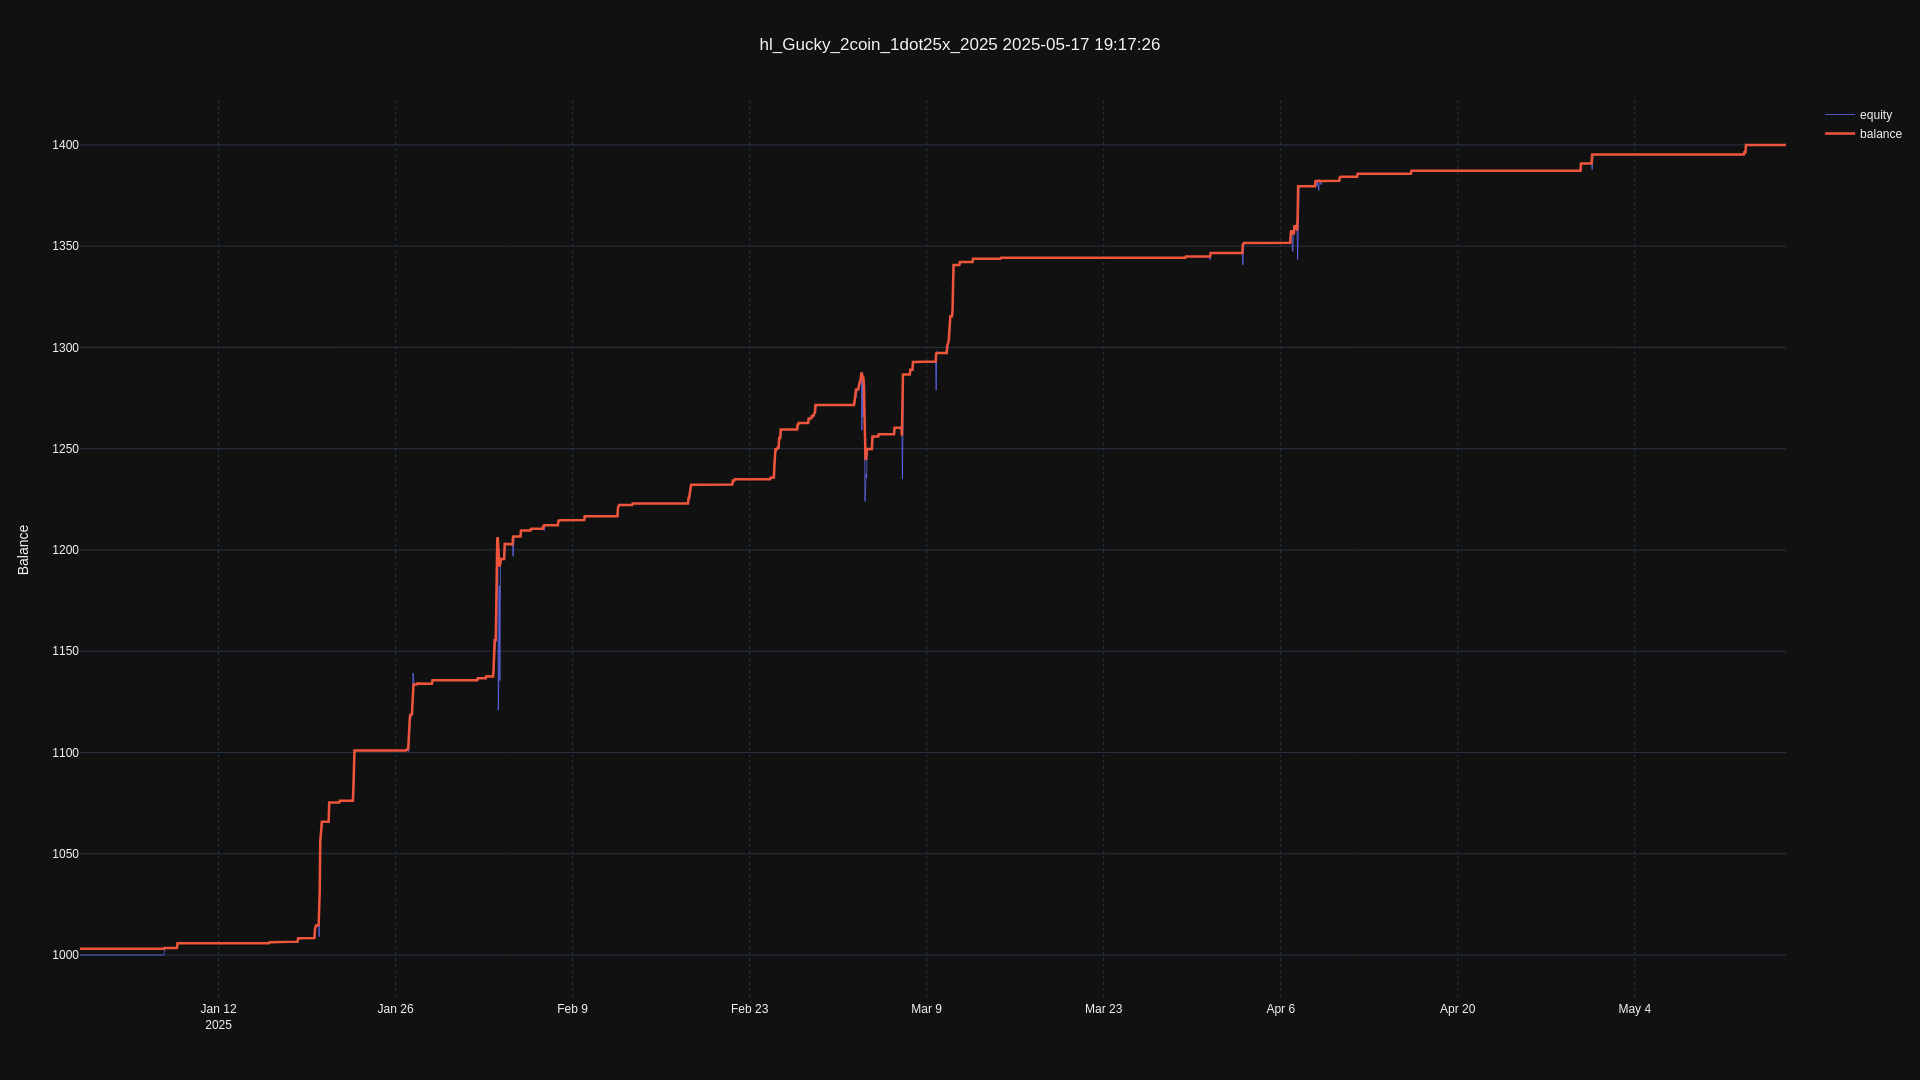 hl_Gucky_2coin_1dot25x_2025 2025-05-17 19:17:26
equity
balance
Balance
1400
1350
1300
1250
1200
1150
1100
1050
1000
Jan 12
2025
Jan 26
Feb 9
Feb 23
Mar 9
Mar 23
Apr 6
Apr 20
May 4